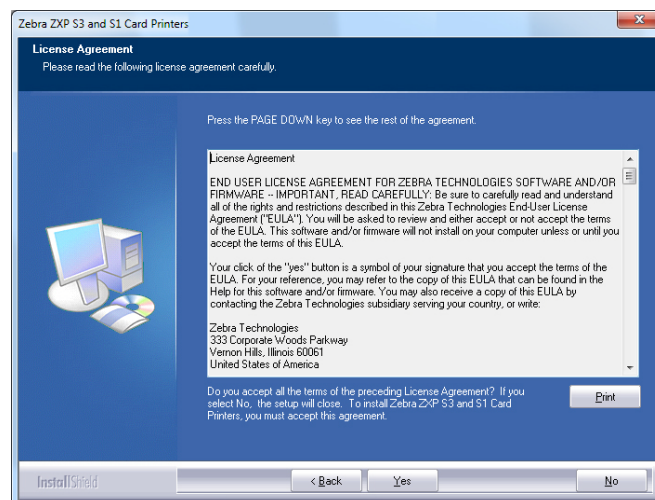 Zebra ZXP S3 and S1 Card Printers
License Agreement
Please read the following license agreement carefully.
Press the PAGE DOWN key to see the rest of the agreement.
License Agreement
END USER LICENSE AGREEMENT FOR ZEBRA TECHNOLOGIES SOFTWARE AND/OR
FIRMWARE -- IMPORTANT, READ CAREFULLY: Be sure to carefully read and understand
all of the rights and restrictions described in this Zebra Technologies End-User License
Agreement ("EULA"). You will be asked to review and either accept or not accept the terms
of the EULA. This software and/or firmware will not install on your computer unless or until you
accept the terms of this EULA.
Your click of the "yes" button is a symbol of your signature that you accept the terms of the
EULA. For your reference, you may refer to the copy of this EULA that can be found in the
Help for this software and/or firmware. You may also receive a copy of this EULA by
contacting the Zebra Technologies subsidiary serving your country, or write:
Zebra Technologies
333 Corporate Woods Parkway
Vernon Hills, Illinois 60061
United States of America
Do you accept all the terms of the preceding License Agreement? If you
select No, the setup will close. To install Zebra ZXP S3 and S1 Card
Printers, you must accept this agreement.
Print
InstallShield
< Back
Yes
No